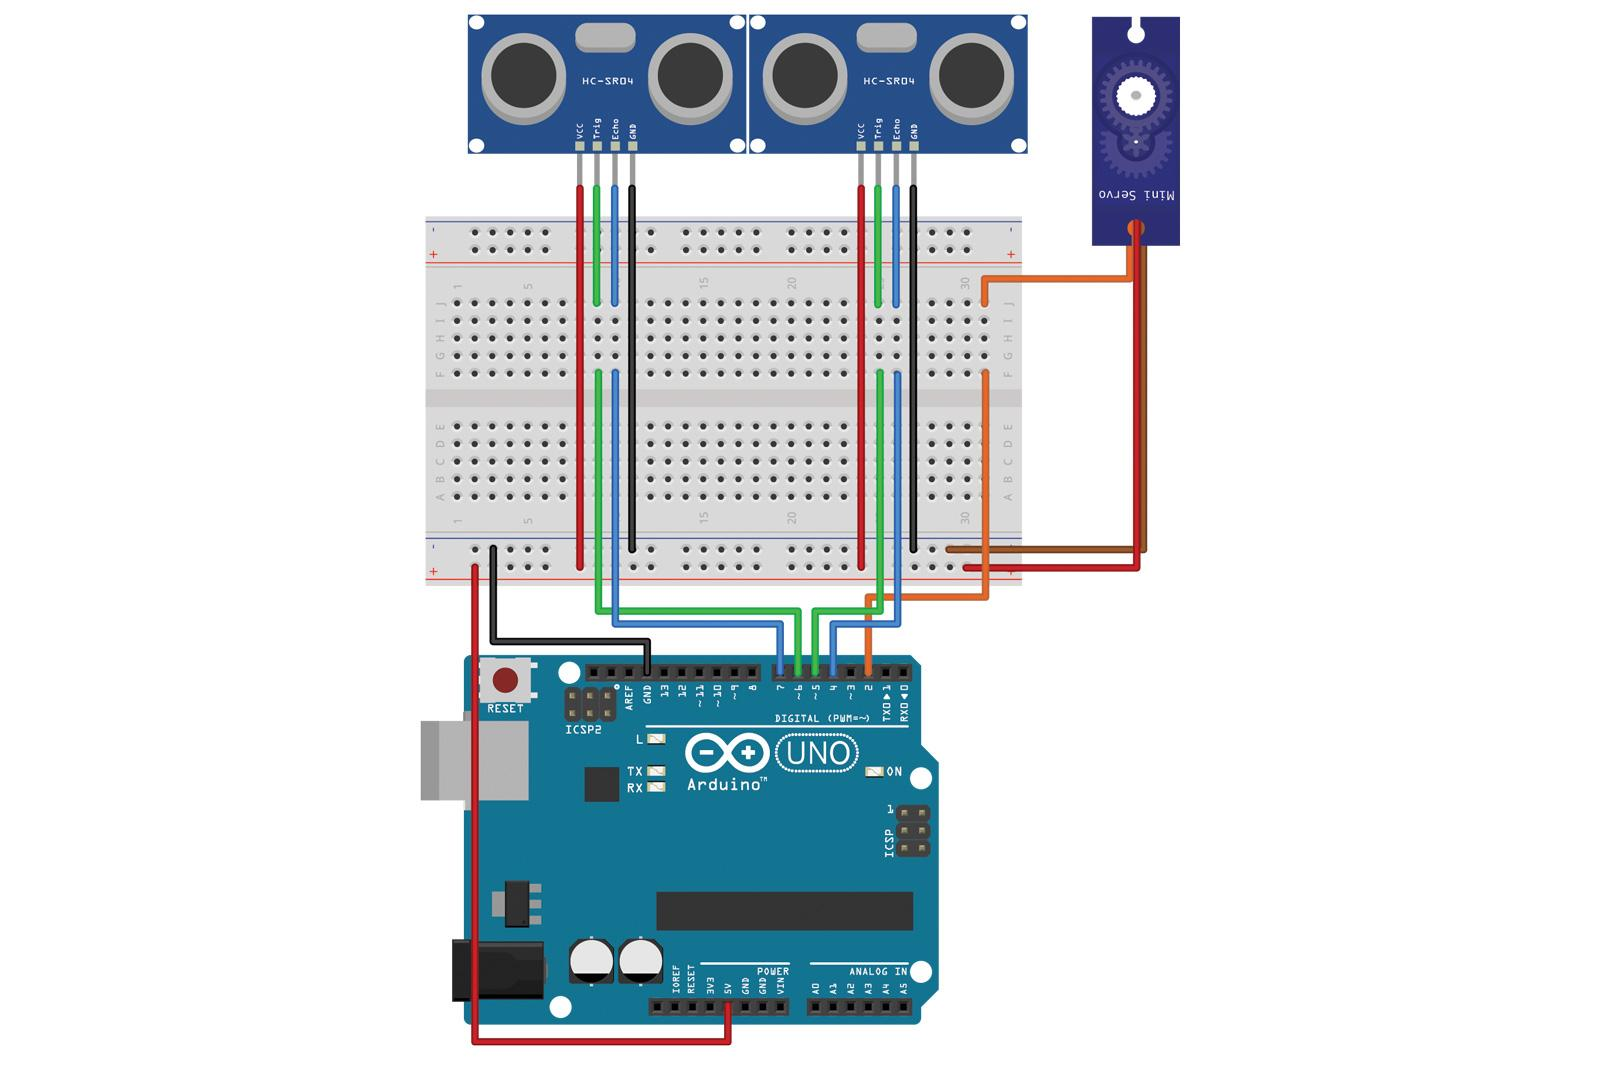 HC-SR04
HC-SR04
VCC Trig Echo GND
VCC Trig Echo GND
Mini Servo
- -
+ +
1 5 15 20 30
J J
I I
H H
G G
F F
E E
D D
C C
B B
A A
1 5 15 20 30
-
+ +
RESET
ICSP2
AREF GND 13 12 ~11 ~10 ~9 8 7 ~6 ~5 4 ~3 2 TX0▶1 RX0◀0
DIGITAL (PWM=~)
L
TX
RX
UNO
Arduino™
ON
1
ICSP
POWER
ANALOG IN
IOREF RESET 3V3 5V GND GND VIN A0 A1 A2 A3 A4 A5